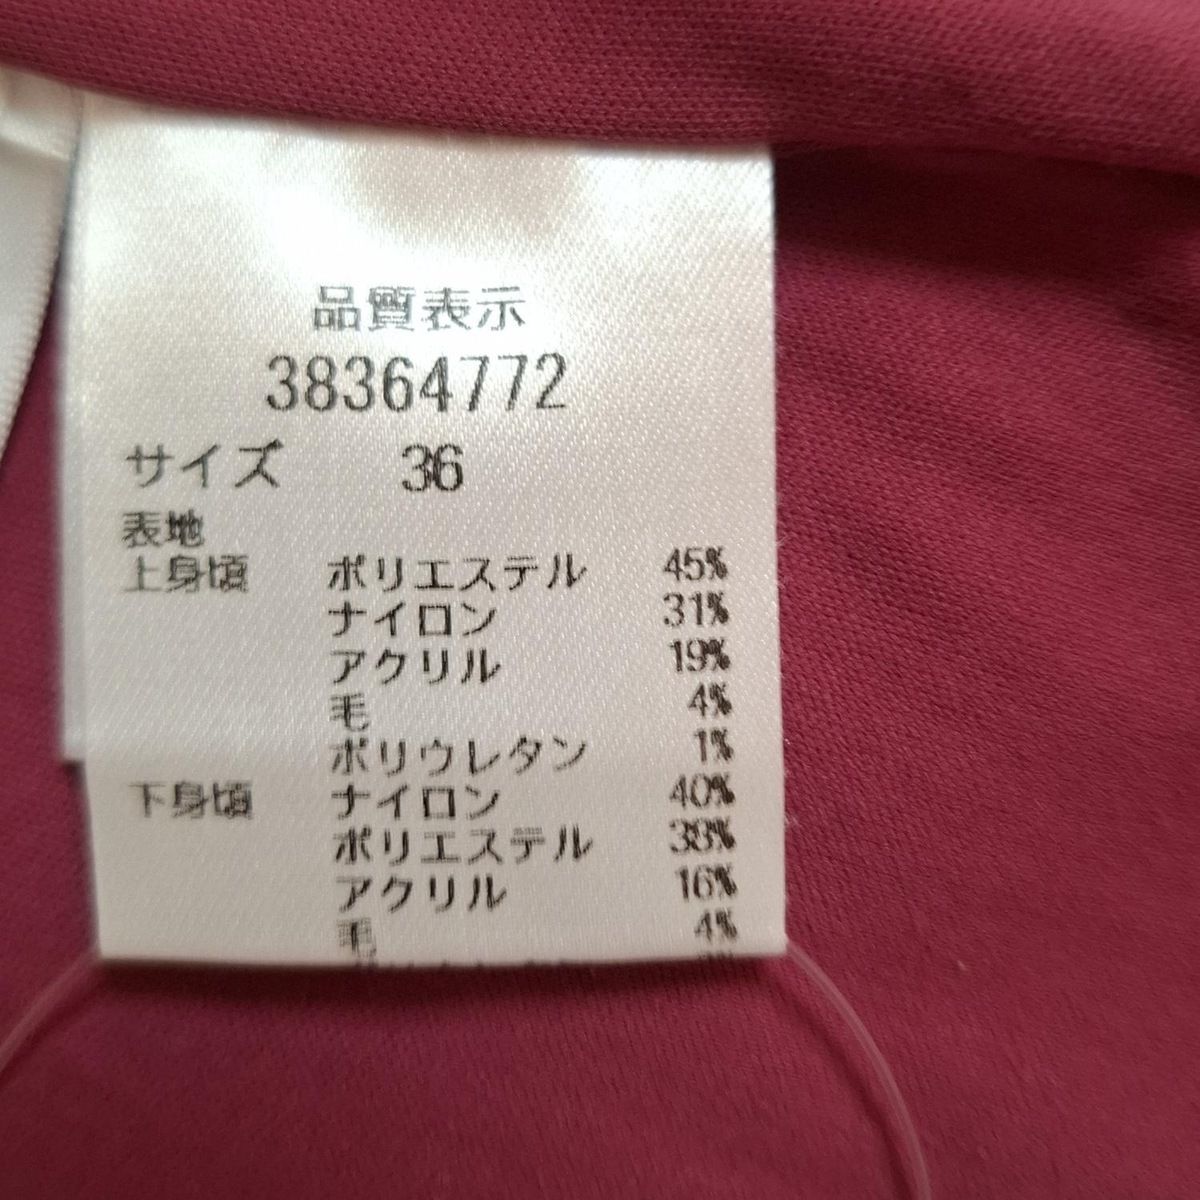 品質表示
38364772
サイズ 36
表地
上身頃 ポリエステル 45%
ナイロン 31%
アクリル 19%
毛 4%
ポリウレタン 1%
下身頃 ナイロン 40%
ポリエステル 38%
アクリル 16%
毛 4%